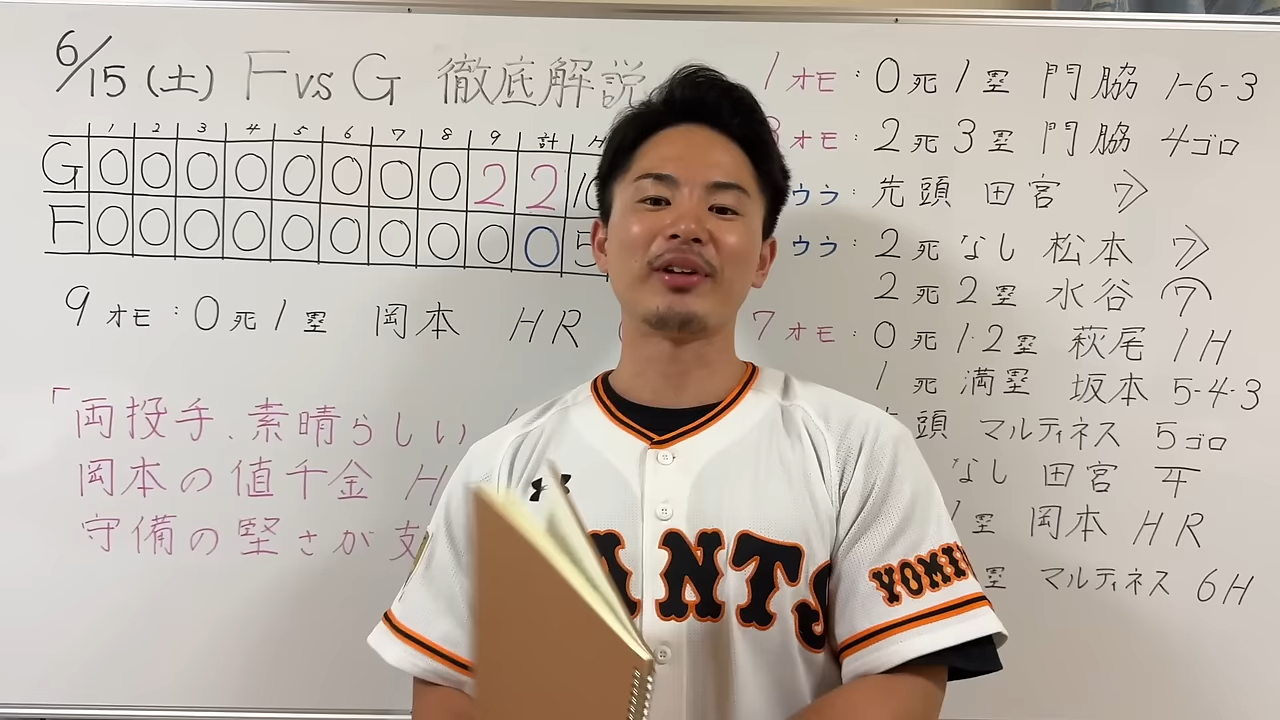 6/15(土) F vs G 徹底解説
1 2 3 4 5 6 7 8 9 計
G 0 0 0 0 0 0 0 0 2 2 10
F 0 0 0 0 0 0 0 0 0 0 5
9オモ:0死1塁 岡本 HR
「両投手、素晴らしい
岡本の値千金 H
守備の堅さが支
1オモ:0死1塁 門脇 1-6-3
オモ:2死3塁 門脇 4ゴロ
ウラ:先頭 田宮 7>
ウラ:2死なし 松本 7>
2死2塁 水谷 7
7オモ:0死1・2塁 萩尾 1H
1死満塁 坂本 5-4-3
頭 マルティネス 5ゴロ
なし 田宮
塁 岡本 HR
塁 マルティネス 6H
GIANTS
YOMI